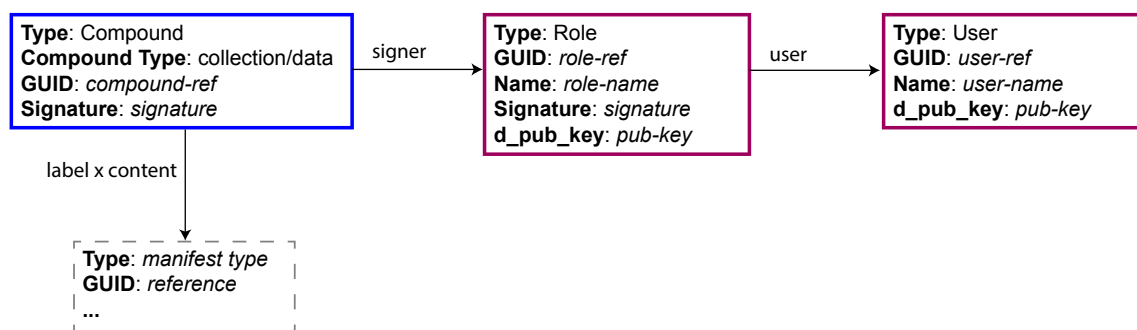 Type: Compound
Compound Type: collection/data
GUID: compound-ref
Signature: signature
signer
Type: Role
GUID: role-ref
Name: role-name
Signature: signature
d_pub_key: pub-key
user
Type: User
GUID: user-ref
Name: user-name
d_pub_key: pub-key
label x content
Type: manifest type
GUID: reference
...